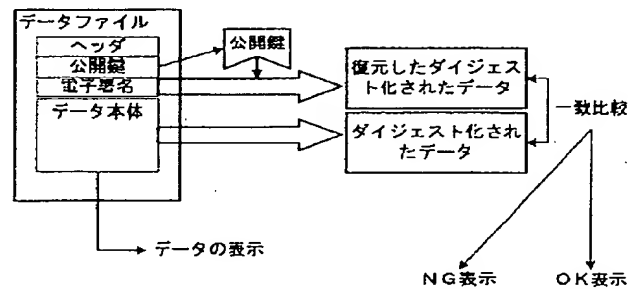 データファイル
ヘッダ
公開鍵
電子署名
データ本体
公開鍵
復元したダイジェス
ト化されたデータ
ダイジェスト化され
たデータ
一致比較
データの表示
NG表示
OK表示